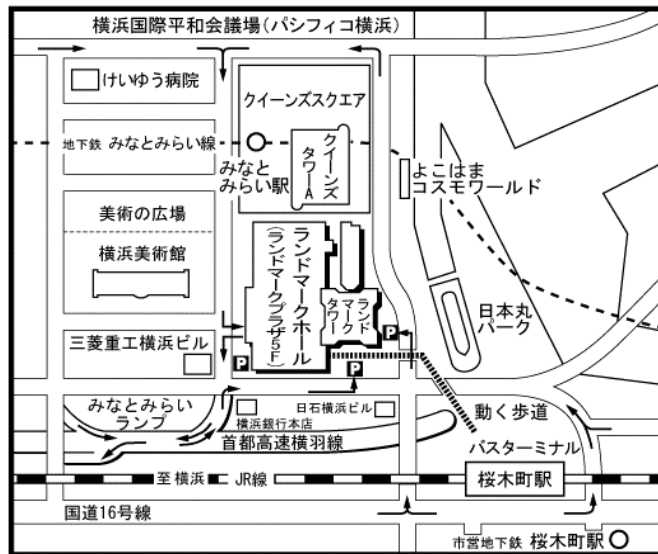 横浜国際平和会議場（パシフィコ横浜）
けいゆう病院
クイーンズスクエア
地下鉄 みなとみらい線
みなと
みらい駅
クイーンズ
タワーA
よこはま
コスモワールド
美術の広場
横浜美術館
ランドマークホール
（ランドマークプラザ5F）
ランド
マーク
タワー
日本丸
パーク
三菱重工横浜ビル
P
P
P
みなとみらい
ランプ
横浜銀行本店
日石横浜ビル
動く歩道
首都高速横羽線
バスターミナル
至横浜
JR線
桜木町駅
国道16号線
市営地下鉄 桜木町駅